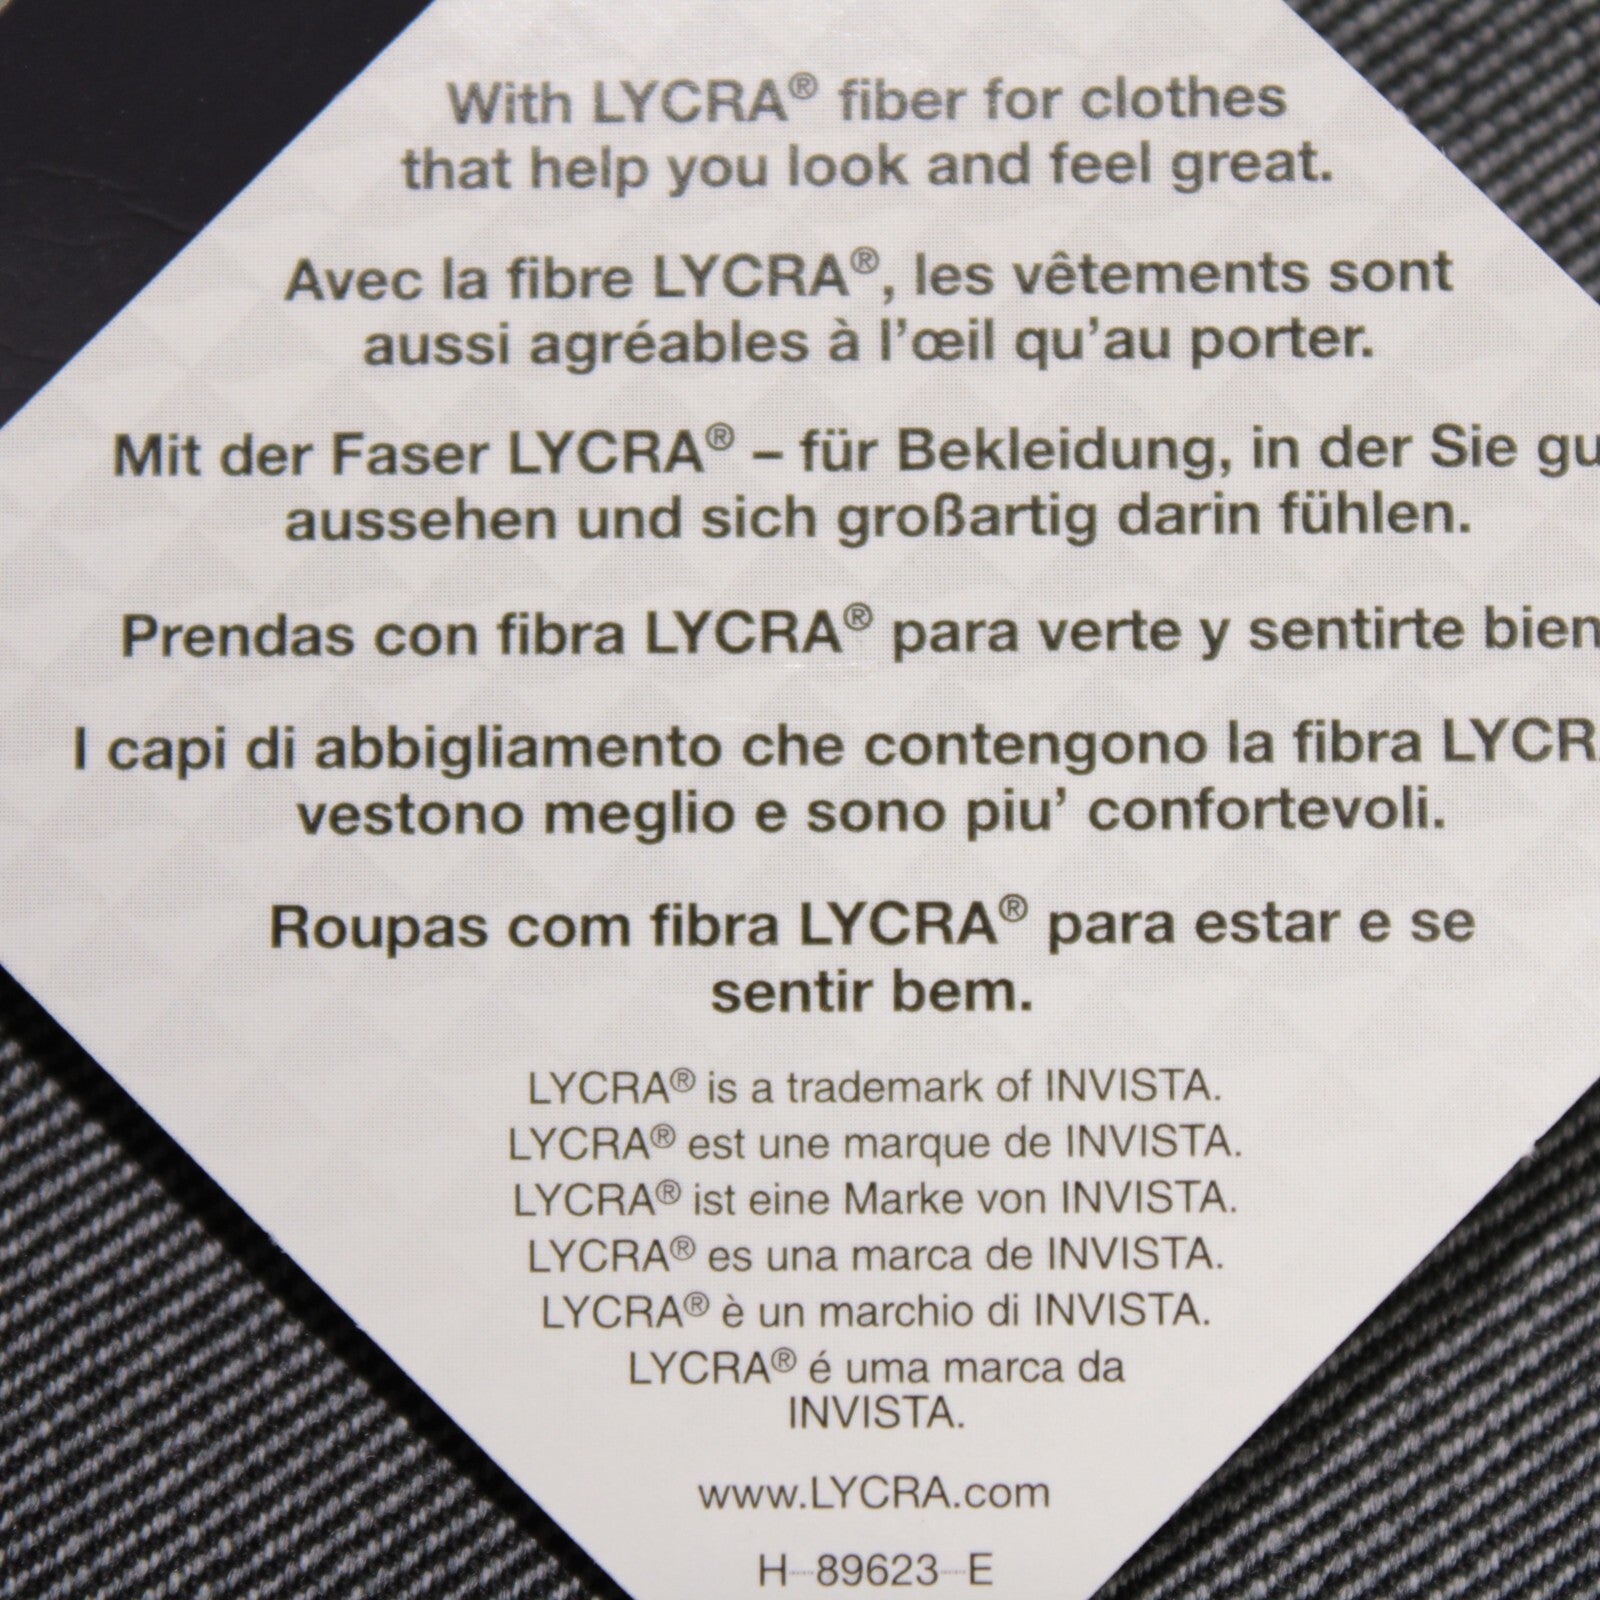 With LYCRA® fiber for clothes
that help you look and feel great.
Avec la fibre LYCRA®, les vêtements sont
aussi agréables à l'œil qu'au porter.
Mit der Faser LYCRA® – für Bekleidung, in der Sie gu
aussehen und sich großartig darin fühlen.
Prendas con fibra LYCRA® para verte y sentirte bien
I capi di abbigliamento che contengono la fibra LYCR
vestono meglio e sono piu' confortevoli.
Roupas com fibra LYCRA® para estar e se
sentir bem.
LYCRA® is a trademark of INVISTA.
LYCRA® est une marque de INVISTA.
LYCRA® ist eine Marke von INVISTA.
LYCRA® es una marca de INVISTA.
LYCRA® è un marchio di INVISTA.
LYCRA® é uma marca da
INVISTA.
www.LYCRA.com
H-89623-E